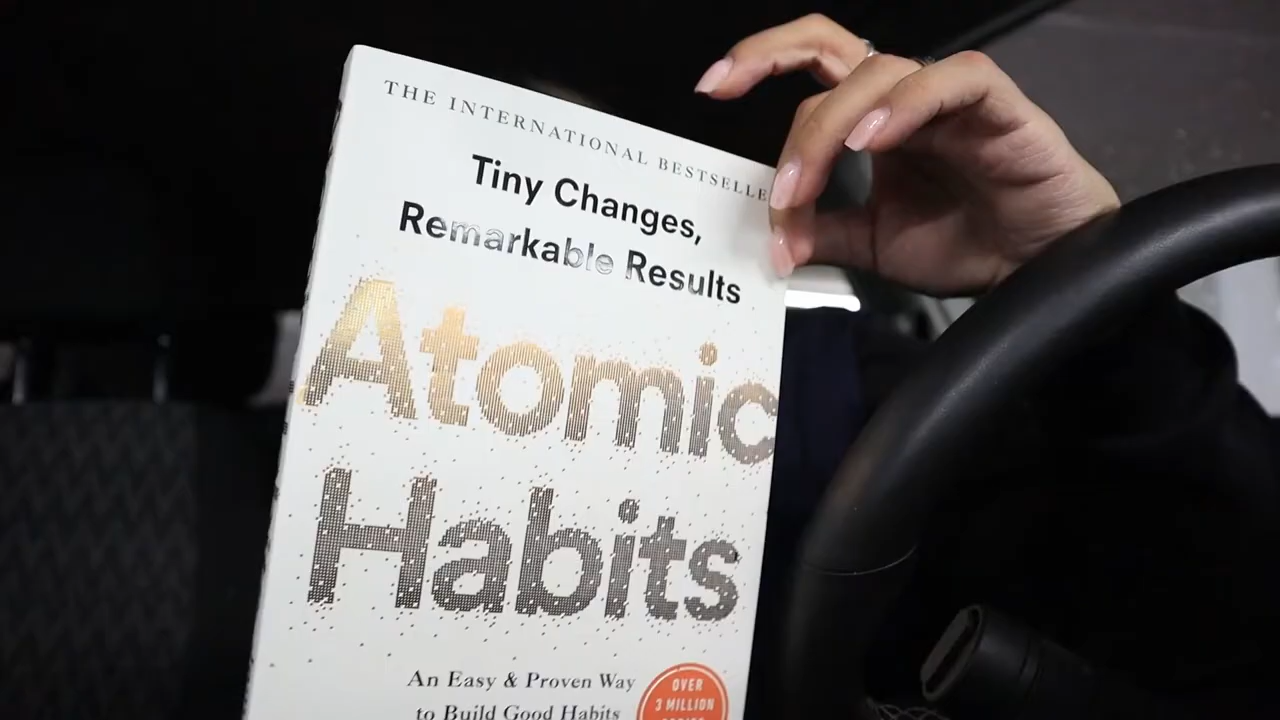 THE INTERNATIONAL BESTSELLE
Tiny Changes,
Remarkable Results
Atomic
Habits
An Easy & Proven Way
to Build Good Habits
OVER
3 MILLION